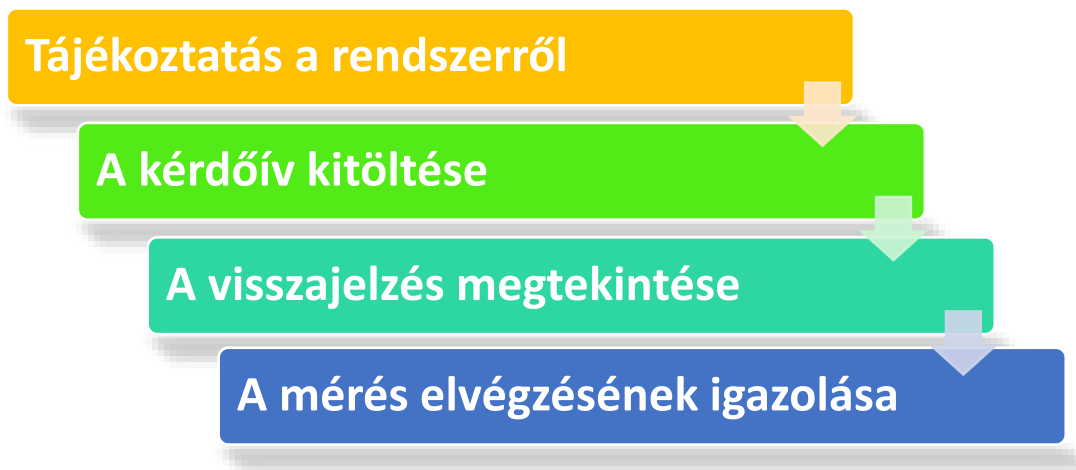 Tájékoztatás a rendszerről
A kérdőív kitöltése
A visszajelzés megtekintése
A mérés elvégzésének igazolása